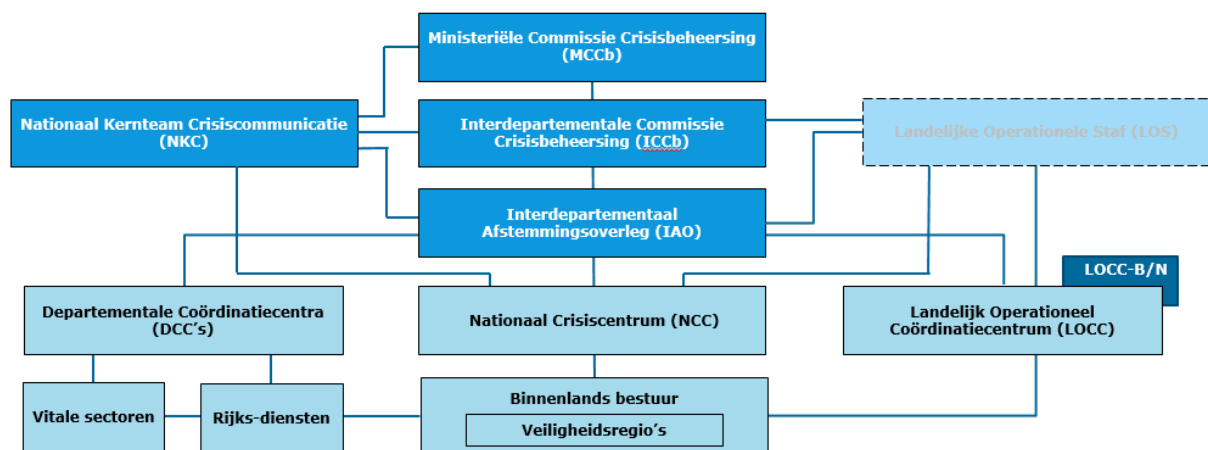 Ministeriële Commissie Crisisbeheersing
(MCCb)
Nationaal Kernteam Crisiscommunicatie
(NKC)
Interdepartementale Commissie
Crisisbeheersing (ICCb)
Landelijke Operationele Staf (LOS)
Interdepartementaal
Afstemmingsoverleg (IAO)
LOCC-B/N
Departementale Coördinatiecentra
(DCC's)
Nationaal Crisiscentrum (NCC)
Landelijk Operationeel
Coördinatiecentrum (LOCC)
Vitale sectoren
Rijks-diensten
Binnenlands bestuur
Veiligheidsregio's